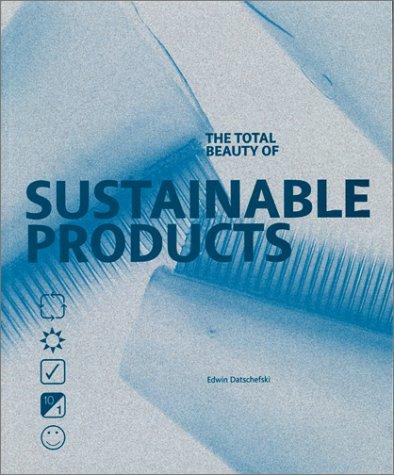 THE TOTAL
BEAUTY OF
SUSTAINABLE
PRODUCTS
Edwin Datschefski
10
1